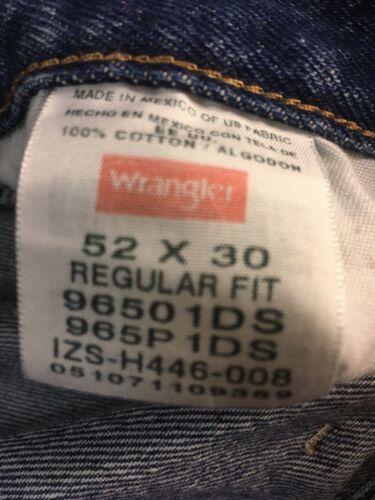 MADE IN MEXICO OF US FABRIC
HECHO EN MEXICO CON TELA DE
EE UU
100% COTTON / ALGODON
Wrangler
52 X 30
REGULAR FIT
96501DS
965P1DS
IZS-H446-008
051071109369